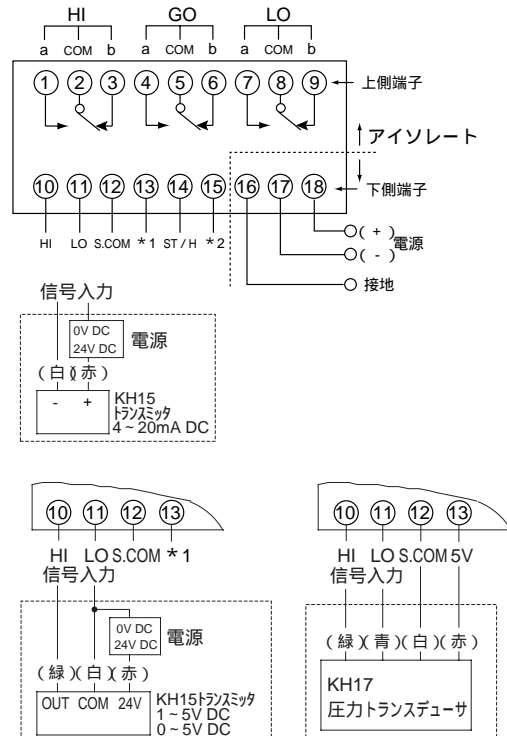 HI GO LO
a COM b a COM b a COM b
1 2 3 4 5 6 7 8 9 上側端子
アイソレート
10 11 12 13 14 15 16 17 18 下側端子
HI LO S.COM *1 ST / H *2
( + )
電源
( - )
接地
信号入力
0V DC
24V DC
電源
(白)(赤)
- +
KH15
トランスミッタ
4~20mA DC
10 11 12 13
HI LO S.COM *1
信号入力
0V DC
24V DC
電源
(緑)(白)(赤)
OUT COM 24V
KH15トランスミッタ
1~5V DC
0~5V DC
10 11 12 13
HI LO S.COM 5V
信号入力
(緑)(青)(白)(赤)
KH17
圧力トランスデューサ